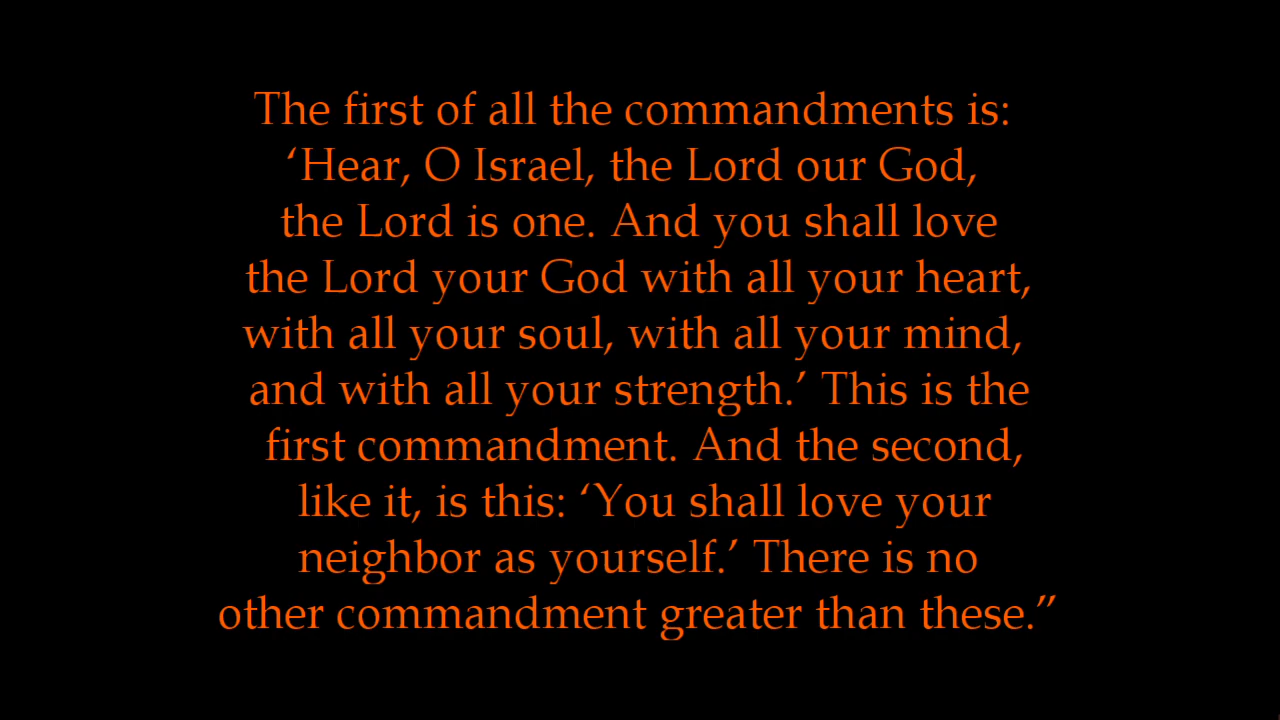 The first of all the commandments is:
‘Hear, O Israel, the Lord our God,
the Lord is one. And you shall love
the Lord your God with all your heart,
with all your soul, with all your mind,
and with all your strength.’ This is the
first commandment. And the second,
like it, is this: ‘You shall love your
neighbor as yourself.’ There is no
other commandment greater than these.”